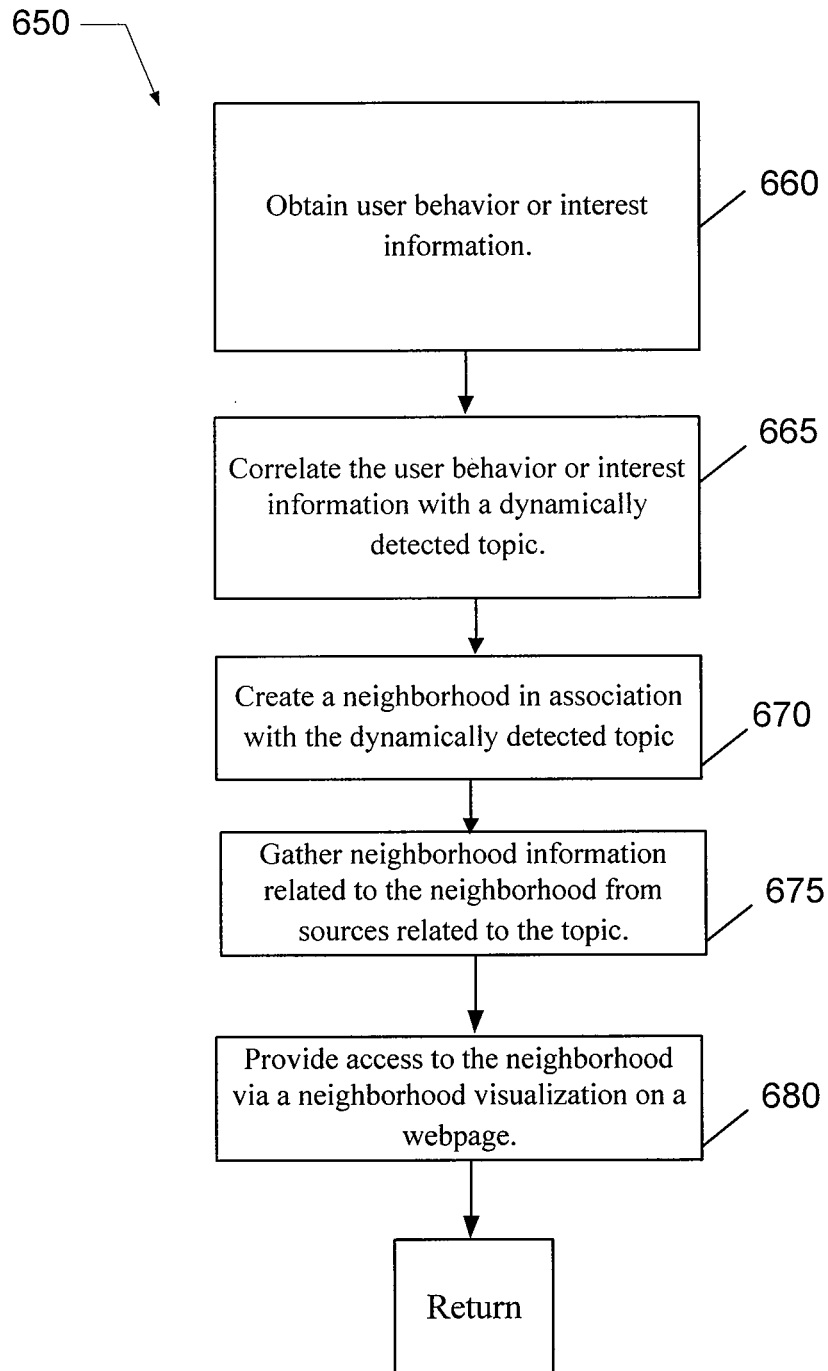 650
Obtain user behavior or interest
information.
660
Correlate the user behavior or interest
information with a dynamically
detected topic.
665
Create a neighborhood in association
with the dynamically detected topic
670
Gather neighborhood information
related to the neighborhood from
sources related to the topic.
675
Provide access to the neighborhood
via a neighborhood visualization on a
webpage.
680
Return